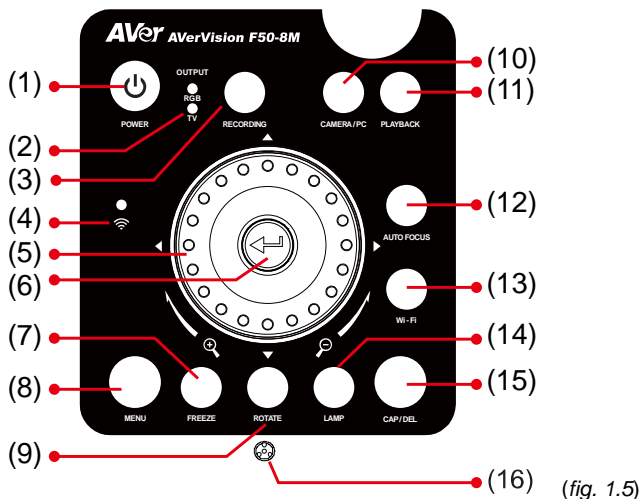 AVer AVerVision F50-8M
(1)
POWER
OUTPUT
RGB
TV
(2)
(3)
RECORDING
CAMERA / PC
(10)
PLAYBACK
(11)
(4)
(5)
(6)
AUTO FOCUS
(12)
Wi - Fi
(13)
(7)
(8)
MENU
FREEZE
ROTATE
LAMP
(14)
CAP / DEL
(15)
(9)
(16)
(fig. 1.5)